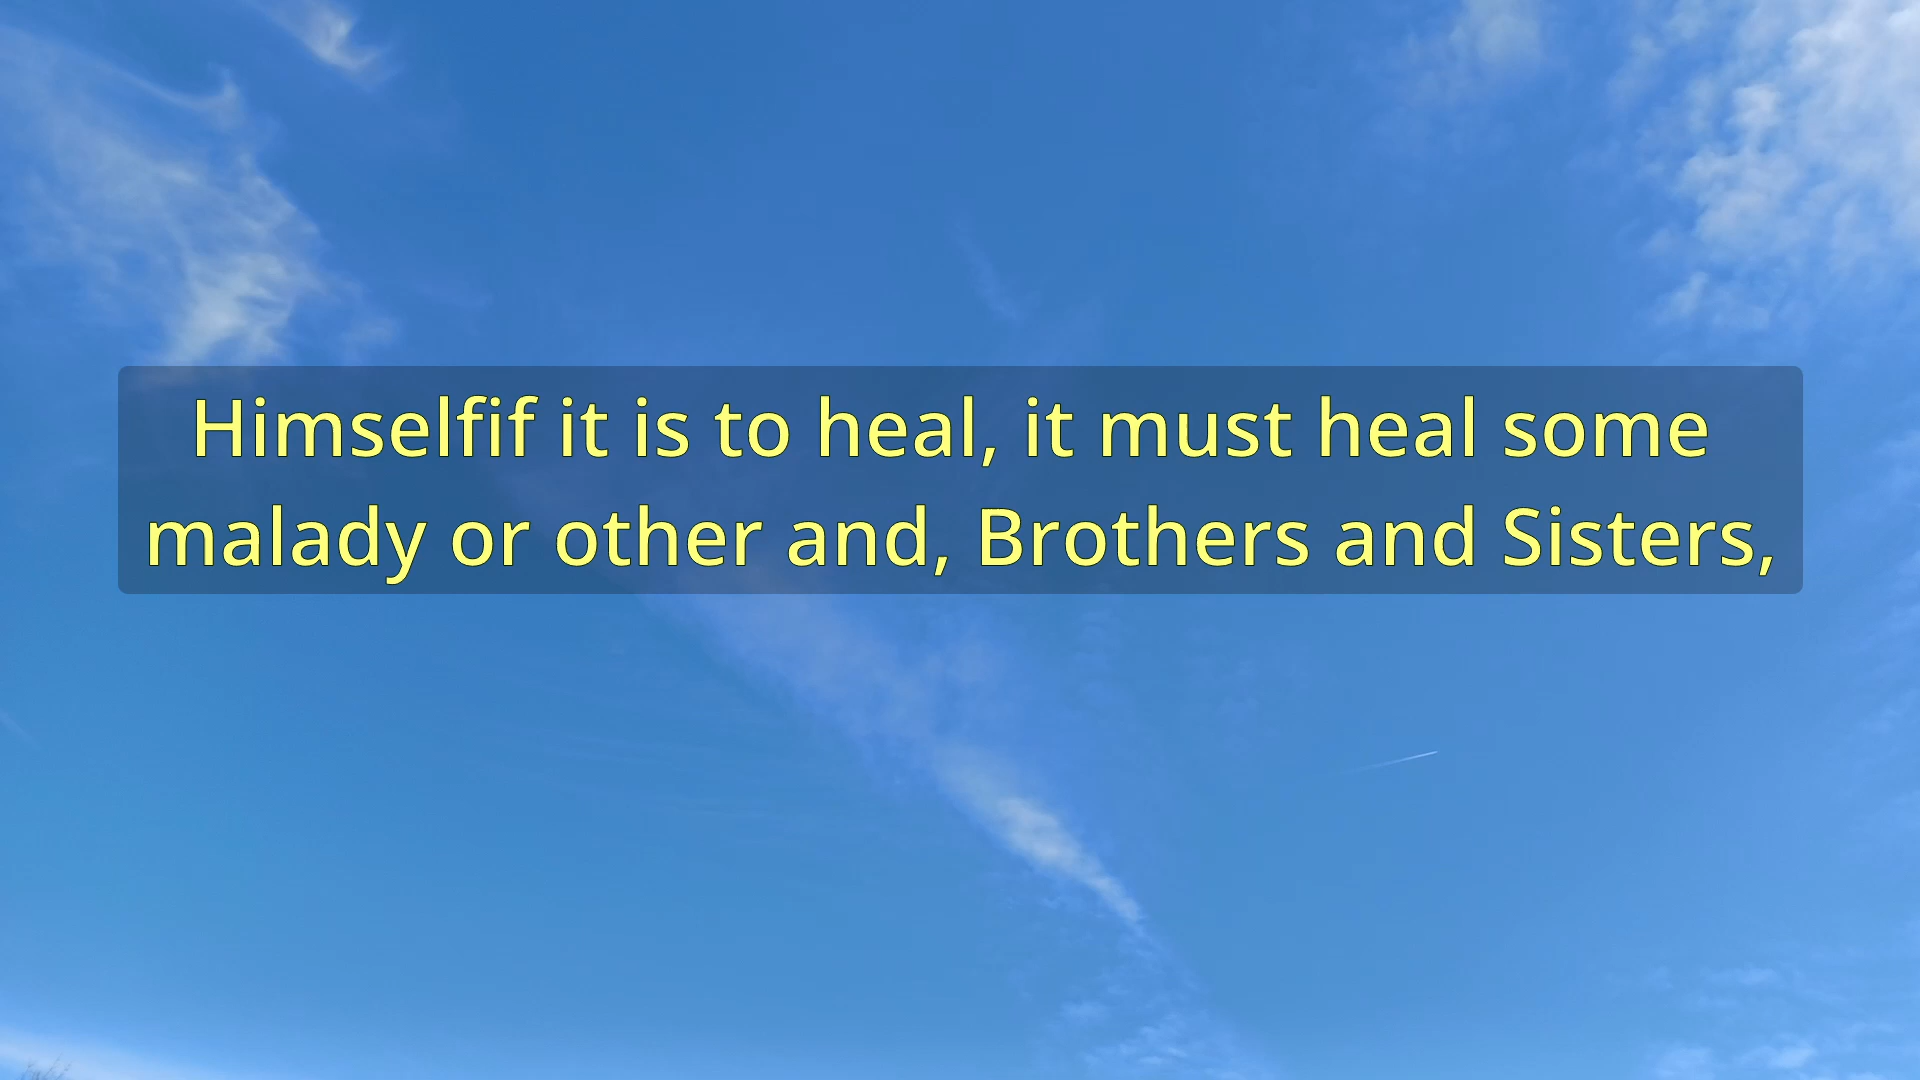 Himselfif it is to heal, it must heal some
malady or other and, Brothers and Sisters,